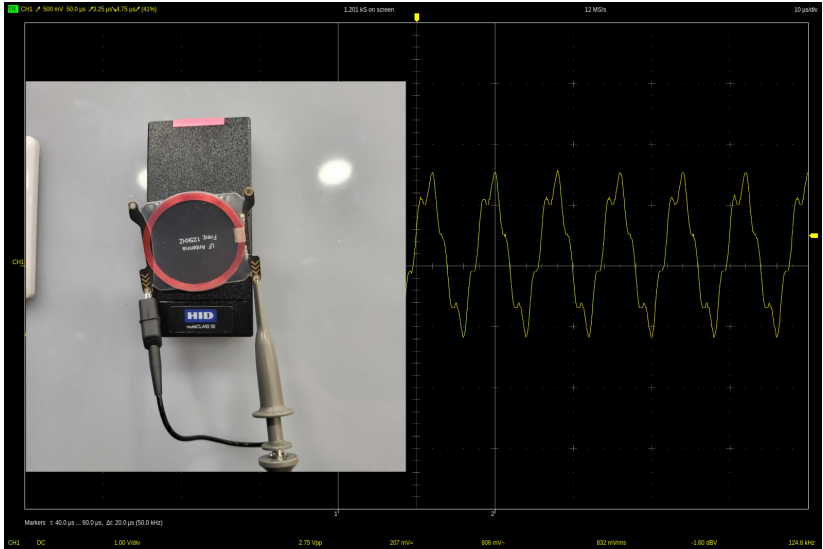 TR CH1 500 mV 50.0 µs 3.25 µs 4.75 µs (41%) 1.201 kS on screen 12 MS/s 10 µs/div
CH1
LF Antenna
Freq: 125kHZ
HID
multiCLASS SE
1 2
Markers t: 40.0 µs ... 60.0 µs, Δt: 20.0 µs (50.0 kHz)
CH1 DC 1.00 V/div 2.75 Vpp 207 mV= 806 mV~ 832 mVrms -1.60 dBV 124.8 kHz